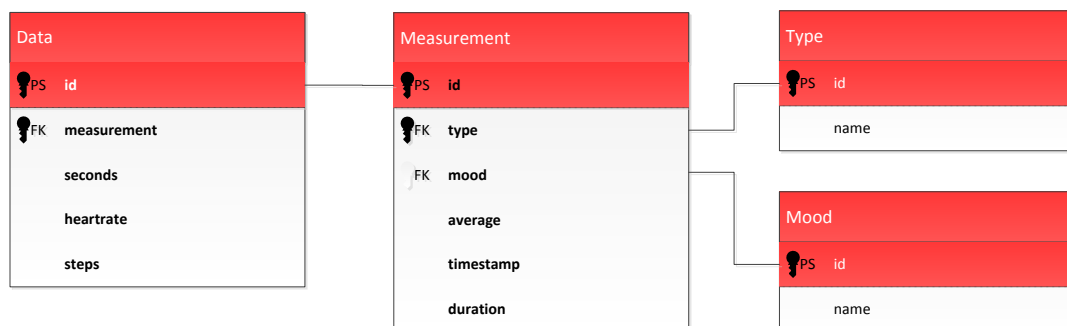 Data
PS id
FK measurement
seconds
heartrate
steps
Measurement
PS id
FK type
FK mood
average
timestamp
duration
Type
PS id
name
Mood
PS id
name